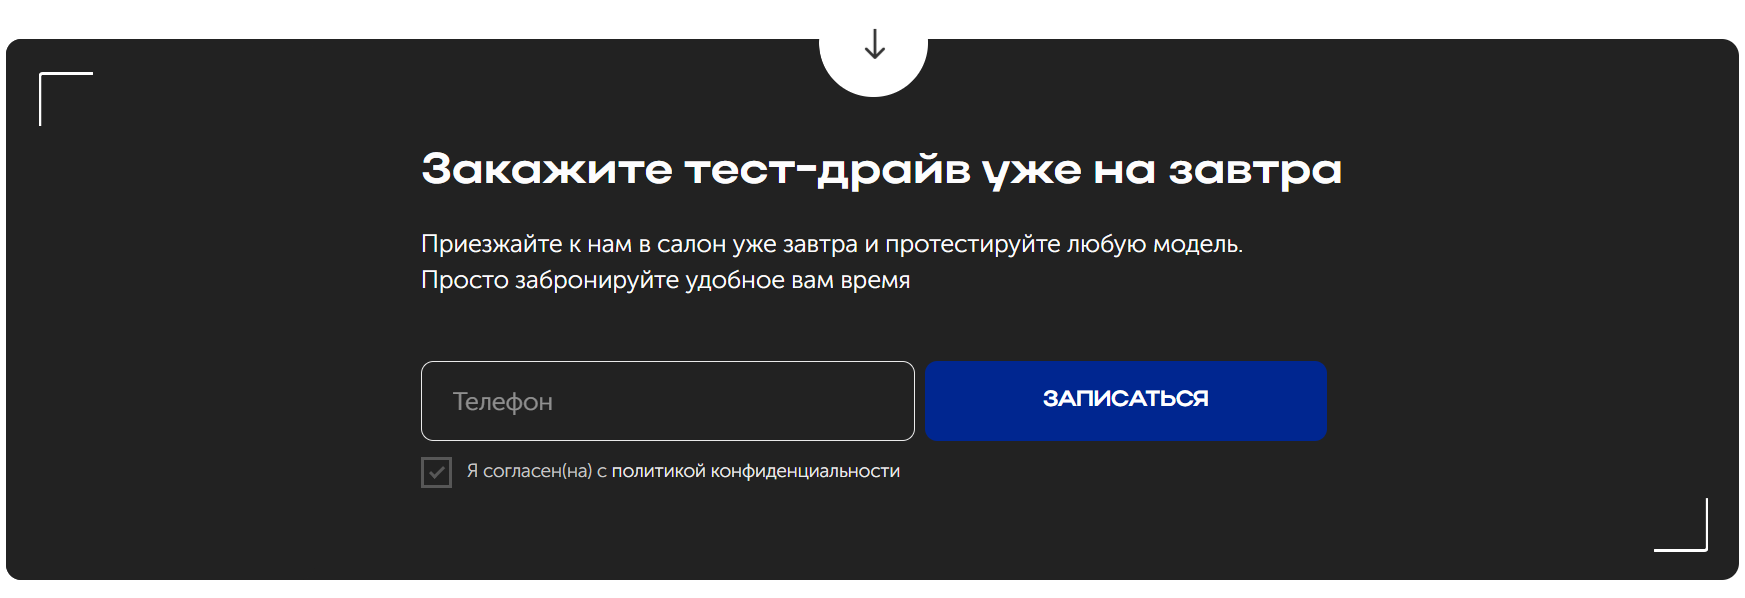 Закажите тест-драйв уже на завтра
Приезжайте к нам в салон уже завтра и протестируйте любую модель.
Просто забронируйте удобное вам время
Телефон
ЗАПИСАТЬСЯ
Я согласен(на) с политикой конфиденциальности